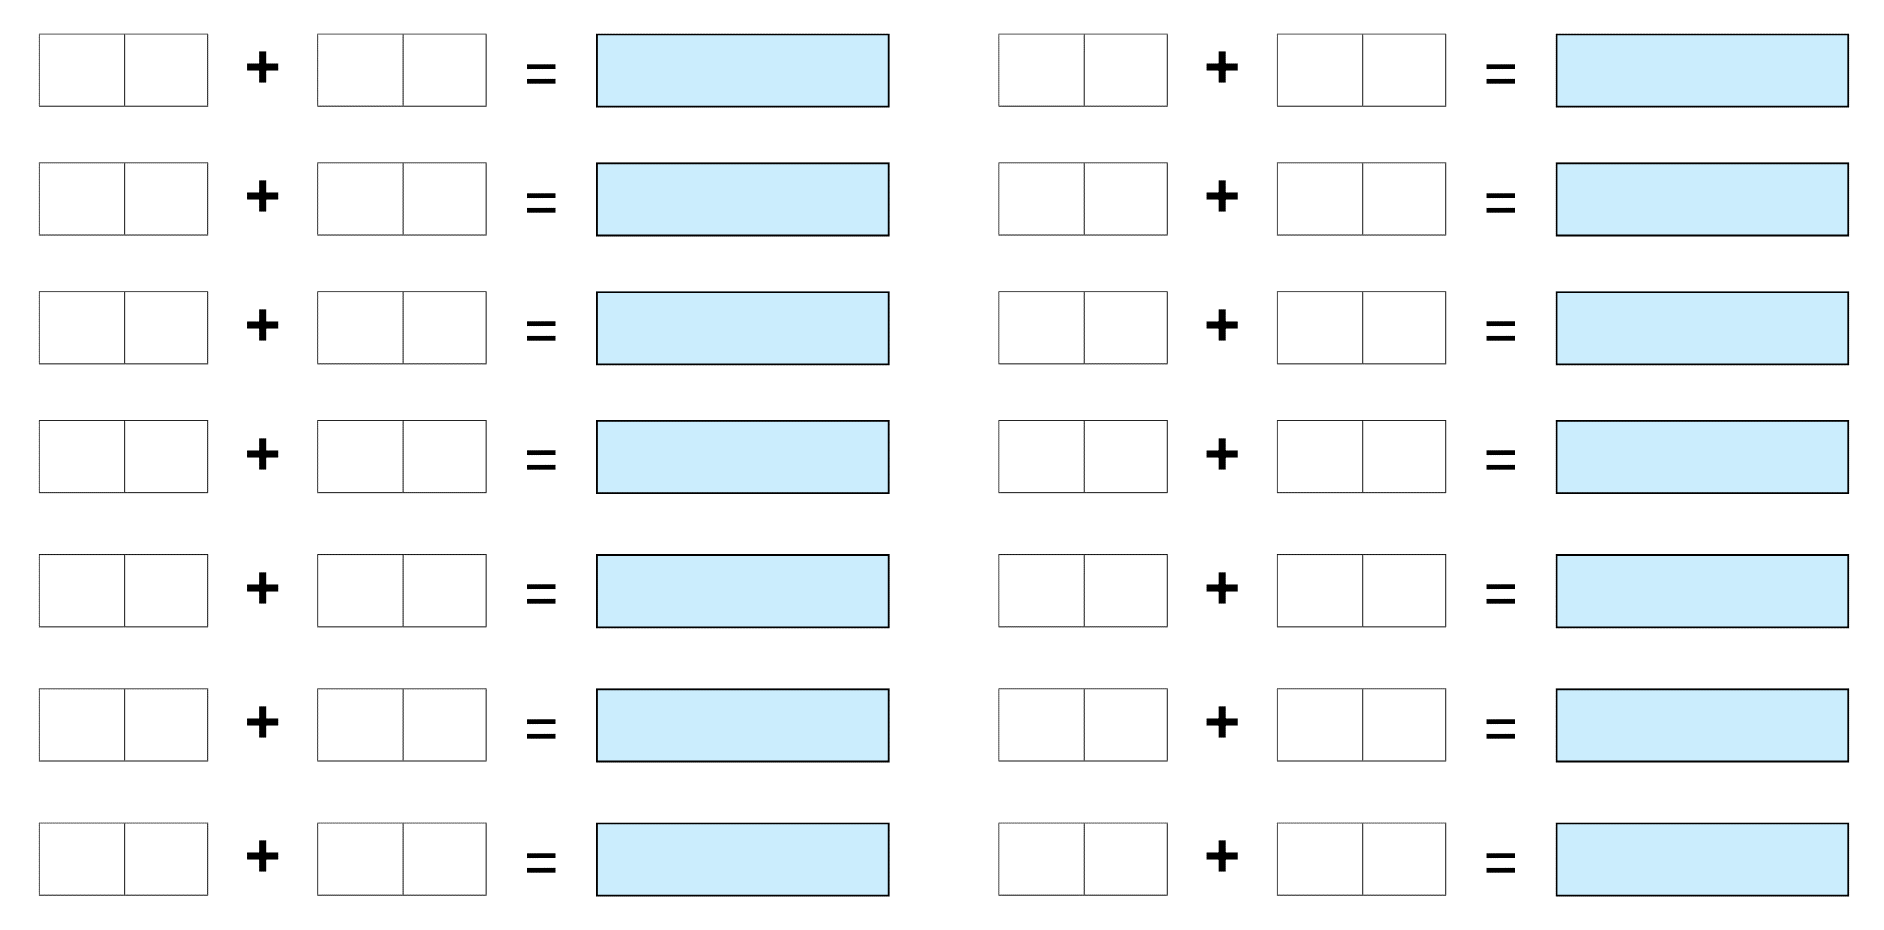 + = + =
+ = + =
+ = + =
+ = + =
+ = + =
+ = + =
+ = + =